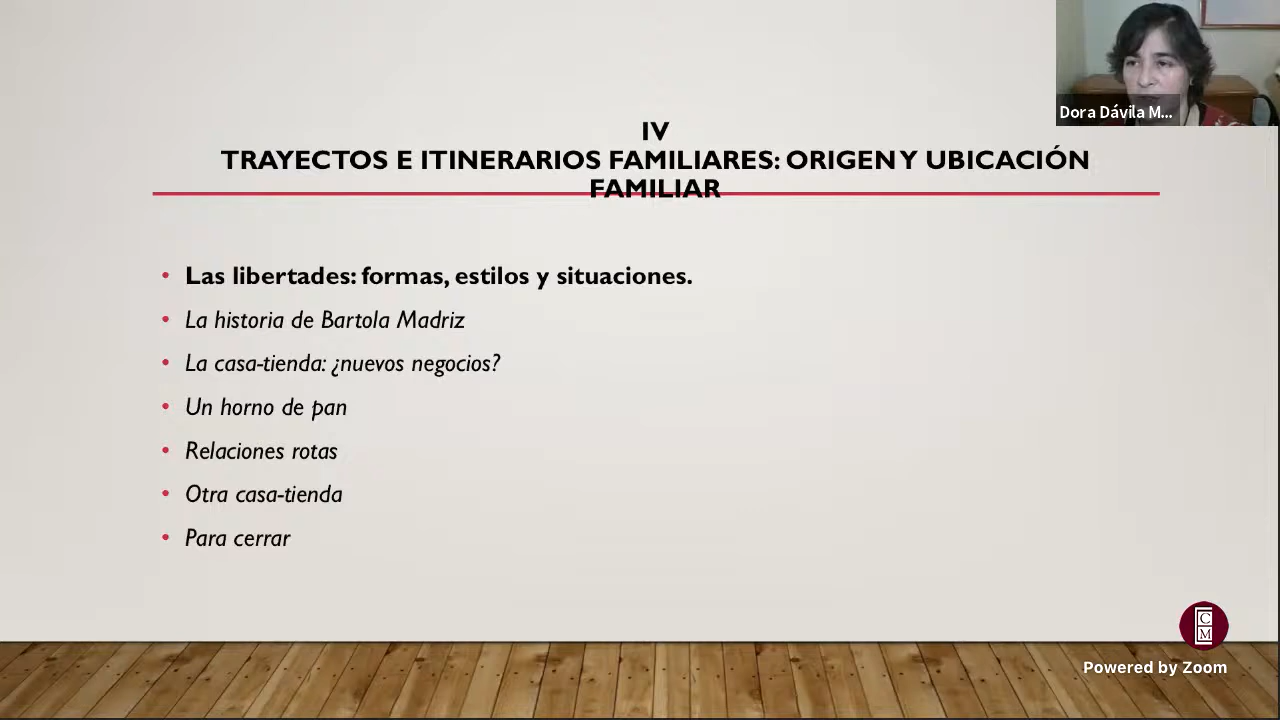 IV
TRAYECTOS E ITINERARIOS FAMILIARES: ORIGEN Y UBICACIÓN
FAMILIAR
• Las libertades: formas, estilos y situaciones.
• La historia de Bartola Madriz
• La casa-tienda: ¿nuevos negocios?
• Un horno de pan
• Relaciones rotas
• Otra casa-tienda
• Para cerrar
Dora Dávila M...
C
M
Powered by Zoom